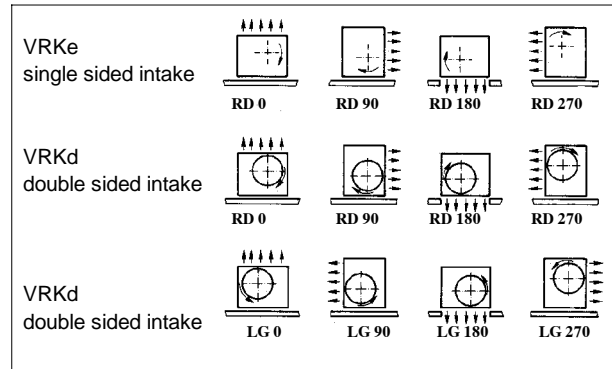 VRKe
single sided intake
RD 0 RD 90 RD 180 RD 270
VRKd
double sided intake
RD 0 RD 90 RD 180 RD 270
VRKd
double sided intake
LG 0 LG 90 LG 180 LG 270